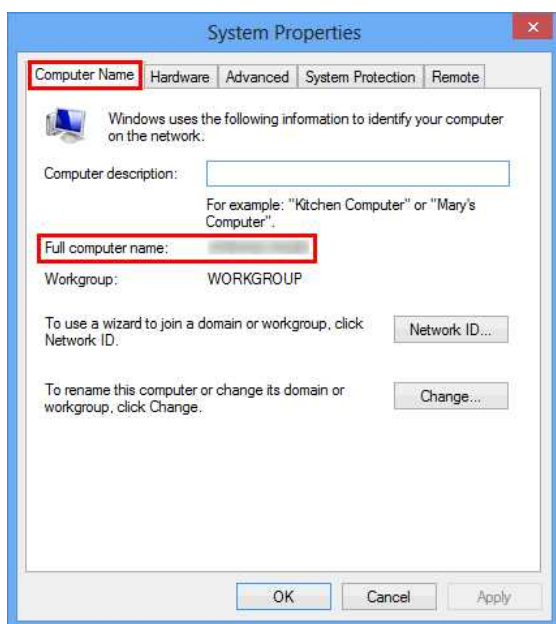 System Properties
Computer Name Hardware Advanced System Protection Remote
Windows uses the following information to identify your computer
on the network.
Computer description:
For example: "Kitchen Computer" or "Mary's
Computer".
Full computer name:
Workgroup: WORKGROUP
To use a wizard to join a domain or workgroup, click
Network ID.
Network ID...
To rename this computer or change its domain or
workgroup, click Change.
Change...
OK Cancel Apply